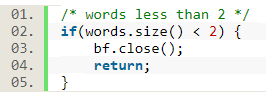 01. /* words less than 2 */
02. if(words.size() < 2) {
03. bf.close();
04. return;
05. }